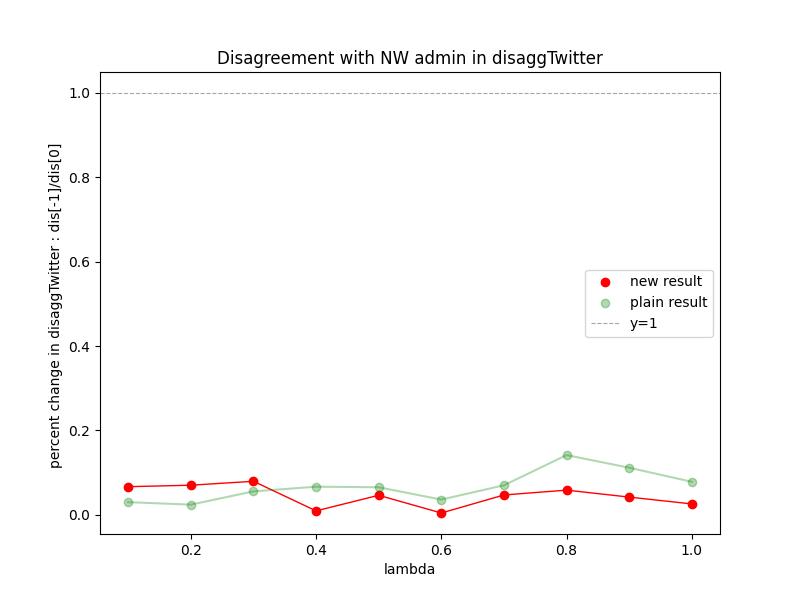 Disagreement with NW admin in disaggTwitter
percent change in disaggTwitter : dis[-1]/dis[0]
1.0
0.8
0.6
0.4
0.2
0.0
new result
plain result
y=1
0.2 0.4 0.6 0.8 1.0
lambda